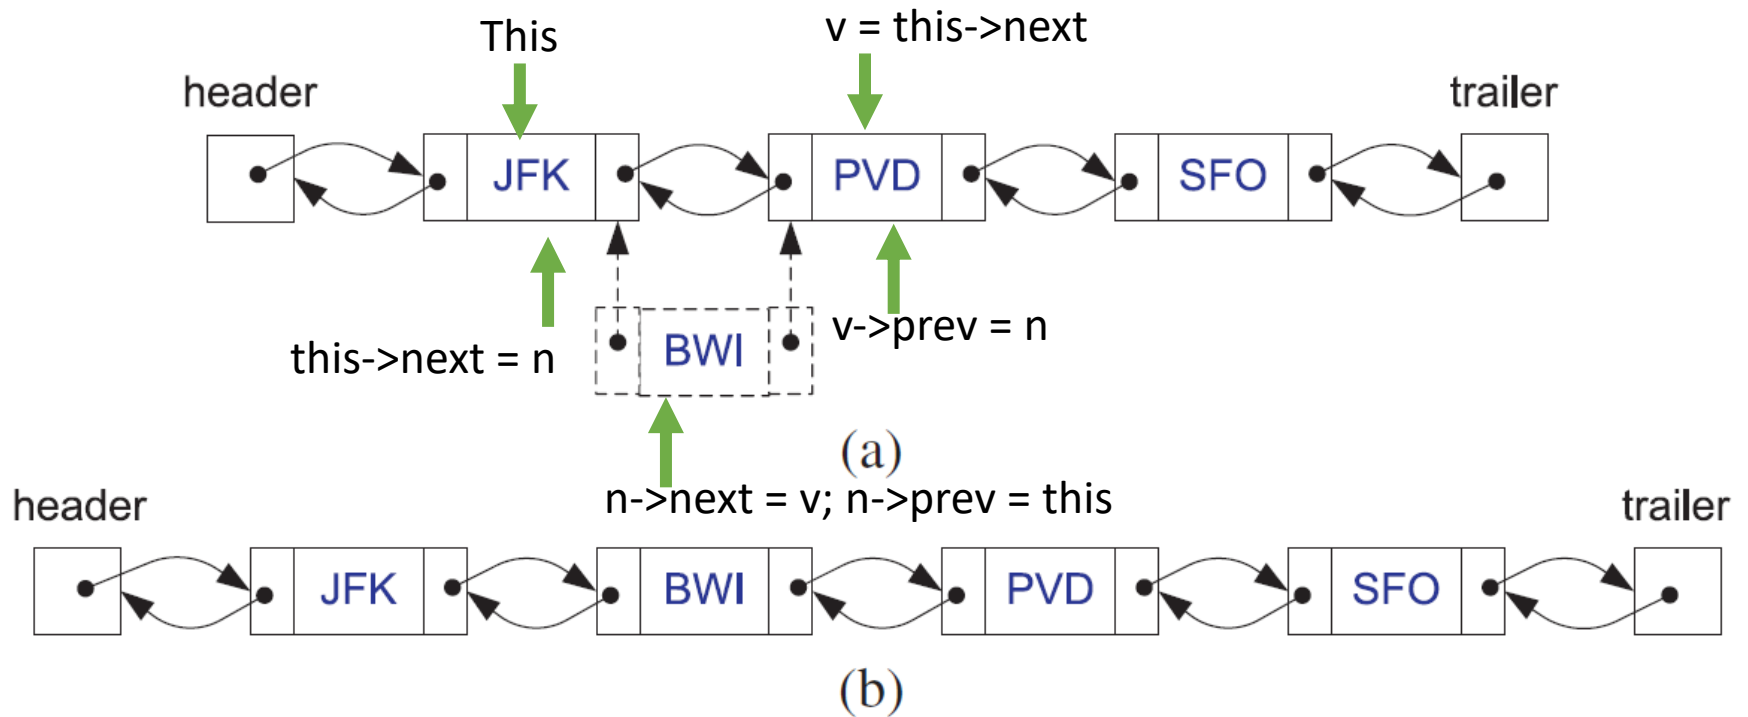 This
v = this->next
header
trailer
JFK
PVD
SFO
this->next = n
BWI
v->prev = n
(a)
n->next = v; n->prev = this
header
trailer
JFK
BWI
PVD
SFO
(b)